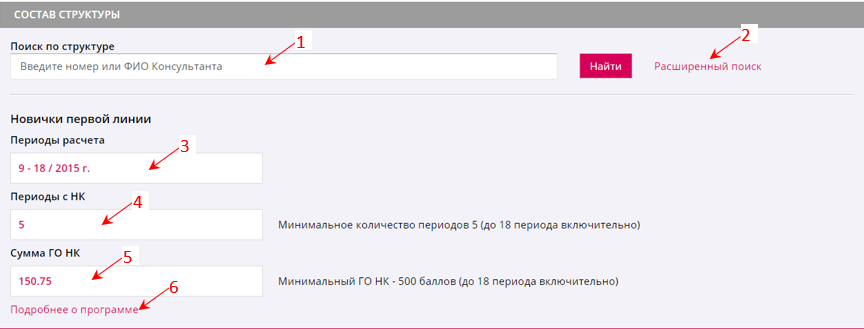 СОСТАВ СТРУКТУРЫ
1
2
Поиск по структуре
Введите номер или ФИО Консультанта
Найти
Расширенный поиск
Новички первой линии
Периоды расчета
3
9 - 18 / 2015 г.
Периоды с НК
4
5
Минимальное количество периодов 5 (до 18 периода включительно)
Сумма ГО НК
5
150.75
Минимальный ГО НК - 500 баллов (до 18 периода включительно)
6
Подробнее о программе